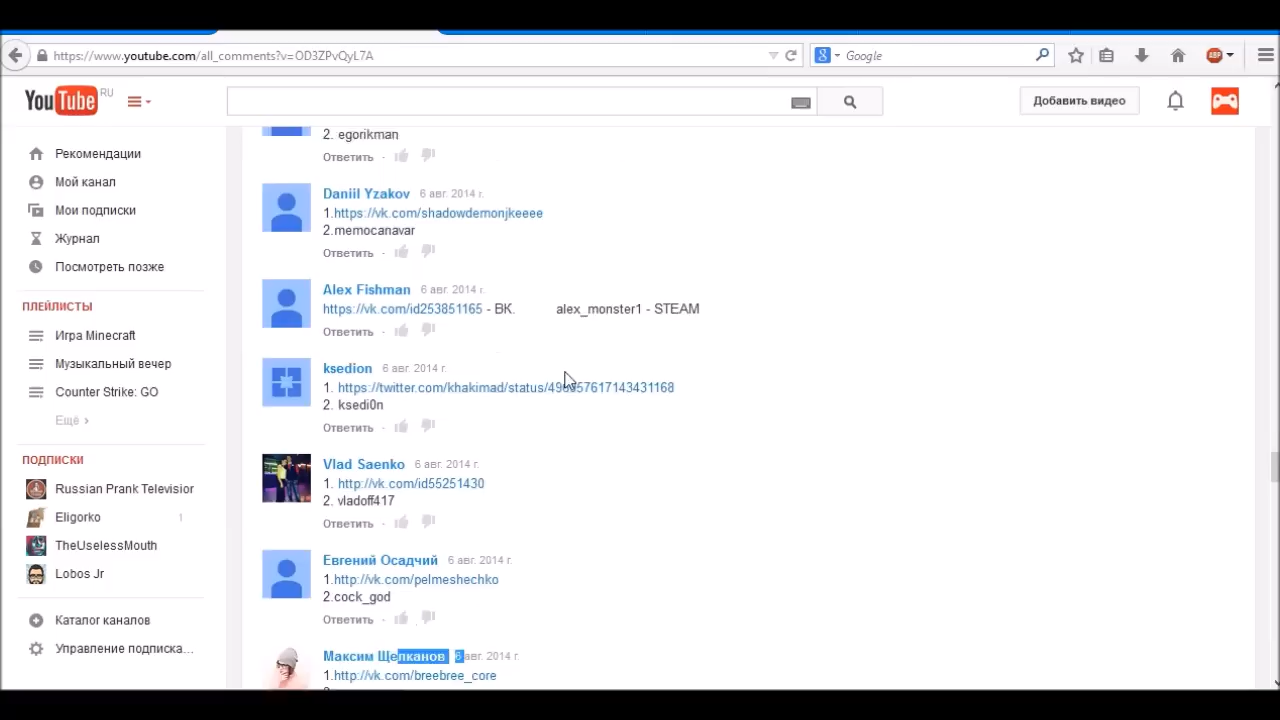 https://www.youtube.com/all_comments?v=OD3ZPvQyL7A
Google
ABP
YouTube RU
Добавить видео
Рекомендации
Мой канал
Мои подписки
Журнал
Посмотреть позже
ПЛЕЙЛИСТЫ
Игра Minecraft
Музыкальный вечер
Counter Strike: GO
Ещё ›
ПОДПИСКИ
Russian Prank Televisior
Eligorko 1
TheUselessMouth
Lobos Jr
Каталог каналов
Управление подписка...
2. egorikman
Ответить ·
Daniil Yzakov 6 авг. 2014 г.
1.https://vk.com/shadowdemonjkeeee
2.memocanavar
Ответить ·
Alex Fishman 6 авг. 2014 г.
https://vk.com/id253851165 - ВК. alex_monster1 - STEAM
Ответить ·
ksedion 6 авг. 2014 г.
1. 
2. ksedi0n
Ответить ·
Vlad Saenko 6 авг. 2014 г.
1. http://vk.com/id55251430
2. vladoff417
Ответить ·
Евгений Осадчий 6 авг. 2014 г.
1.http://vk.com/pelmeshechko
2.cock_god
Ответить ·
Максим Щелканов 6 авг. 2014 г.
1.http://vk.com/breebree_core